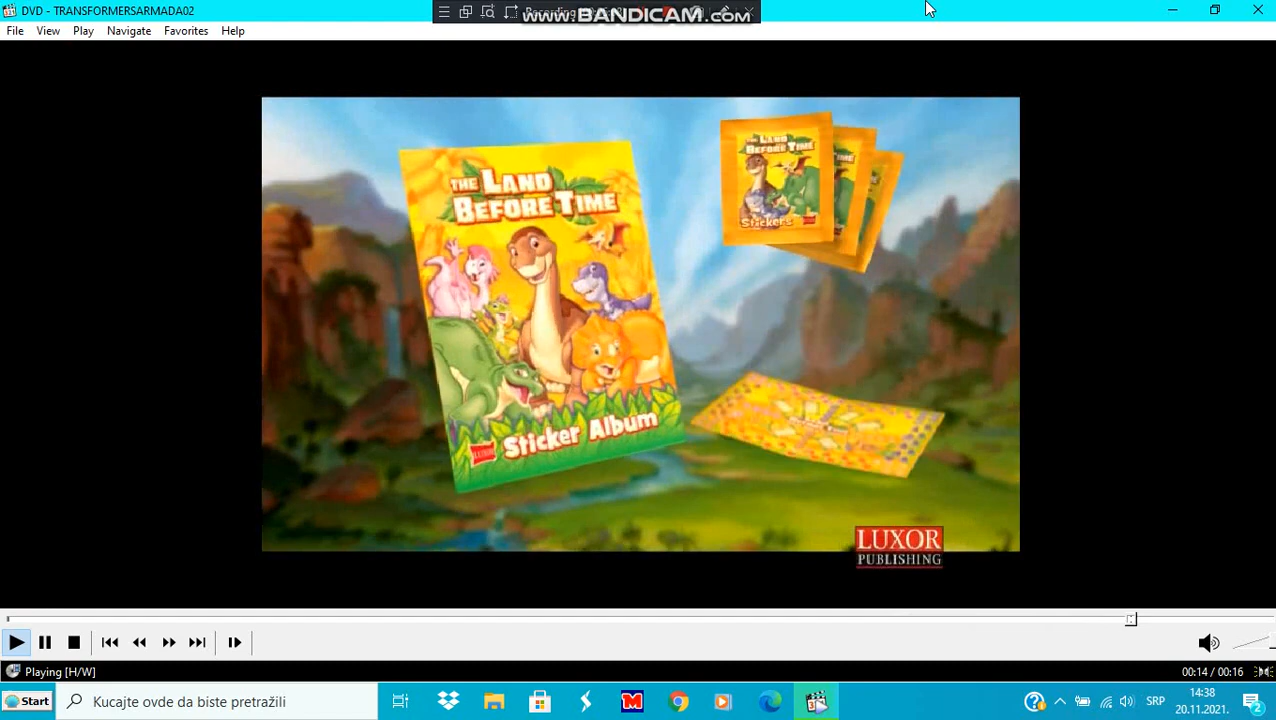 DVD - TRANSFORMERSARMADA02
www.BANDICAM.com
File View Play Navigate Favorites Help
THE LAND
BEFORE TIME
LUXOR Sticker Album
THE LAND
BEFORE TIME
Stickers
LUXOR
PUBLISHING
Playing [H/W]
00:14 / 00:16
Start
Kucajte ovde da biste pretražili
SRP
14:38
20.11.2021.
2